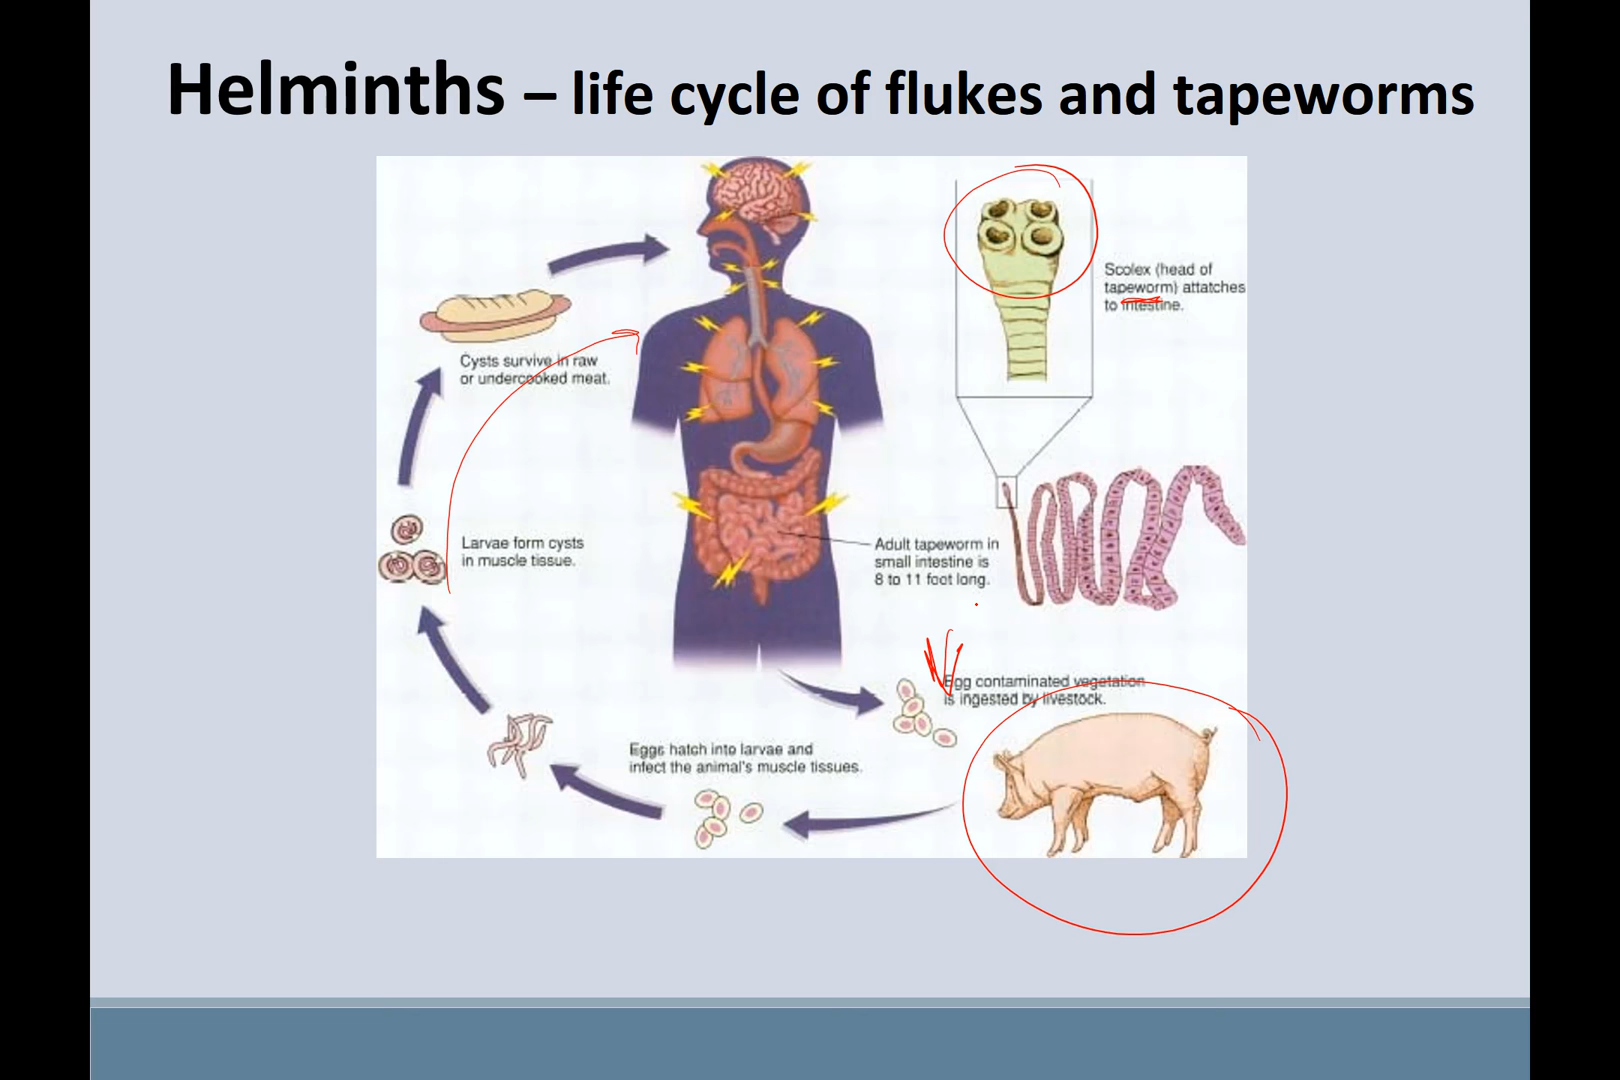 Helminths – life cycle of flukes and tapeworms
Scolex (head of
tapeworm) attatches
to intestine.
Cysts survive in raw
or undercooked meat.
Larvae form cysts
in muscle tissue.
Adult tapeworm in
small intestine is
8 to 11 foot long.
Egg contaminated vegetation
is ingested by livestock.
Eggs hatch into larvae and
infect the animal's muscle tissues.